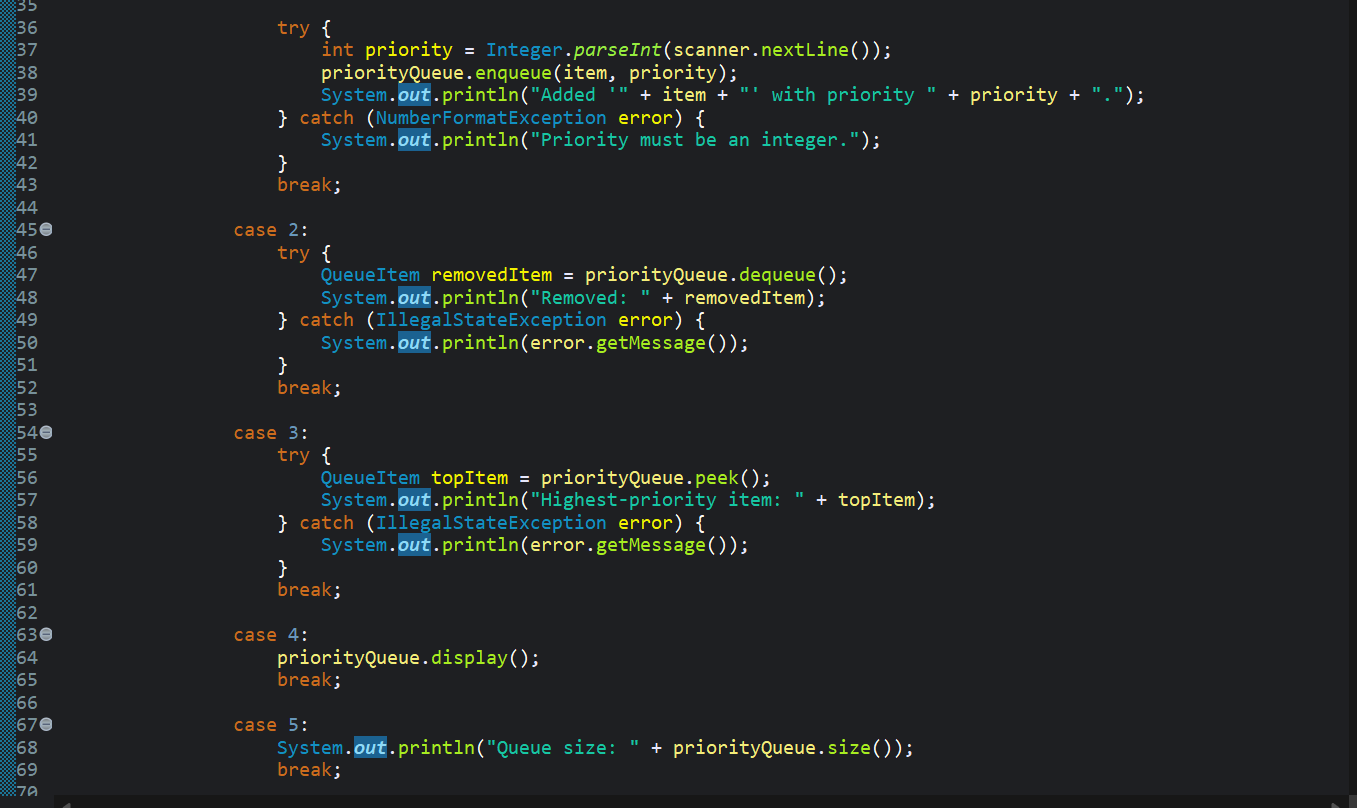 35
36 try {
37 int priority = Integer.parseInt(scanner.nextLine());
38 priorityQueue.enqueue(item, priority);
39 System.out.println("Added '" + item + "' with priority " + priority + ".");
40 } catch (NumberFormatException error) {
41 System.out.println("Priority must be an integer.");
42 }
43 break;
44
45 case 2:
46 try {
47 QueueItem removedItem = priorityQueue.dequeue();
48 System.out.println("Removed: " + removedItem);
49 } catch (IllegalStateException error) {
50 System.out.println(error.getMessage());
51 }
52 break;
53
54 case 3:
55 try {
56 QueueItem topItem = priorityQueue.peek();
57 System.out.println("Highest-priority item: " + topItem);
58 } catch (IllegalStateException error) {
59 System.out.println(error.getMessage());
60 }
61 break;
62
63 case 4:
64 priorityQueue.display();
65 break;
66
67 case 5:
68 System.out.println("Queue size: " + priorityQueue.size());
69 break;
70